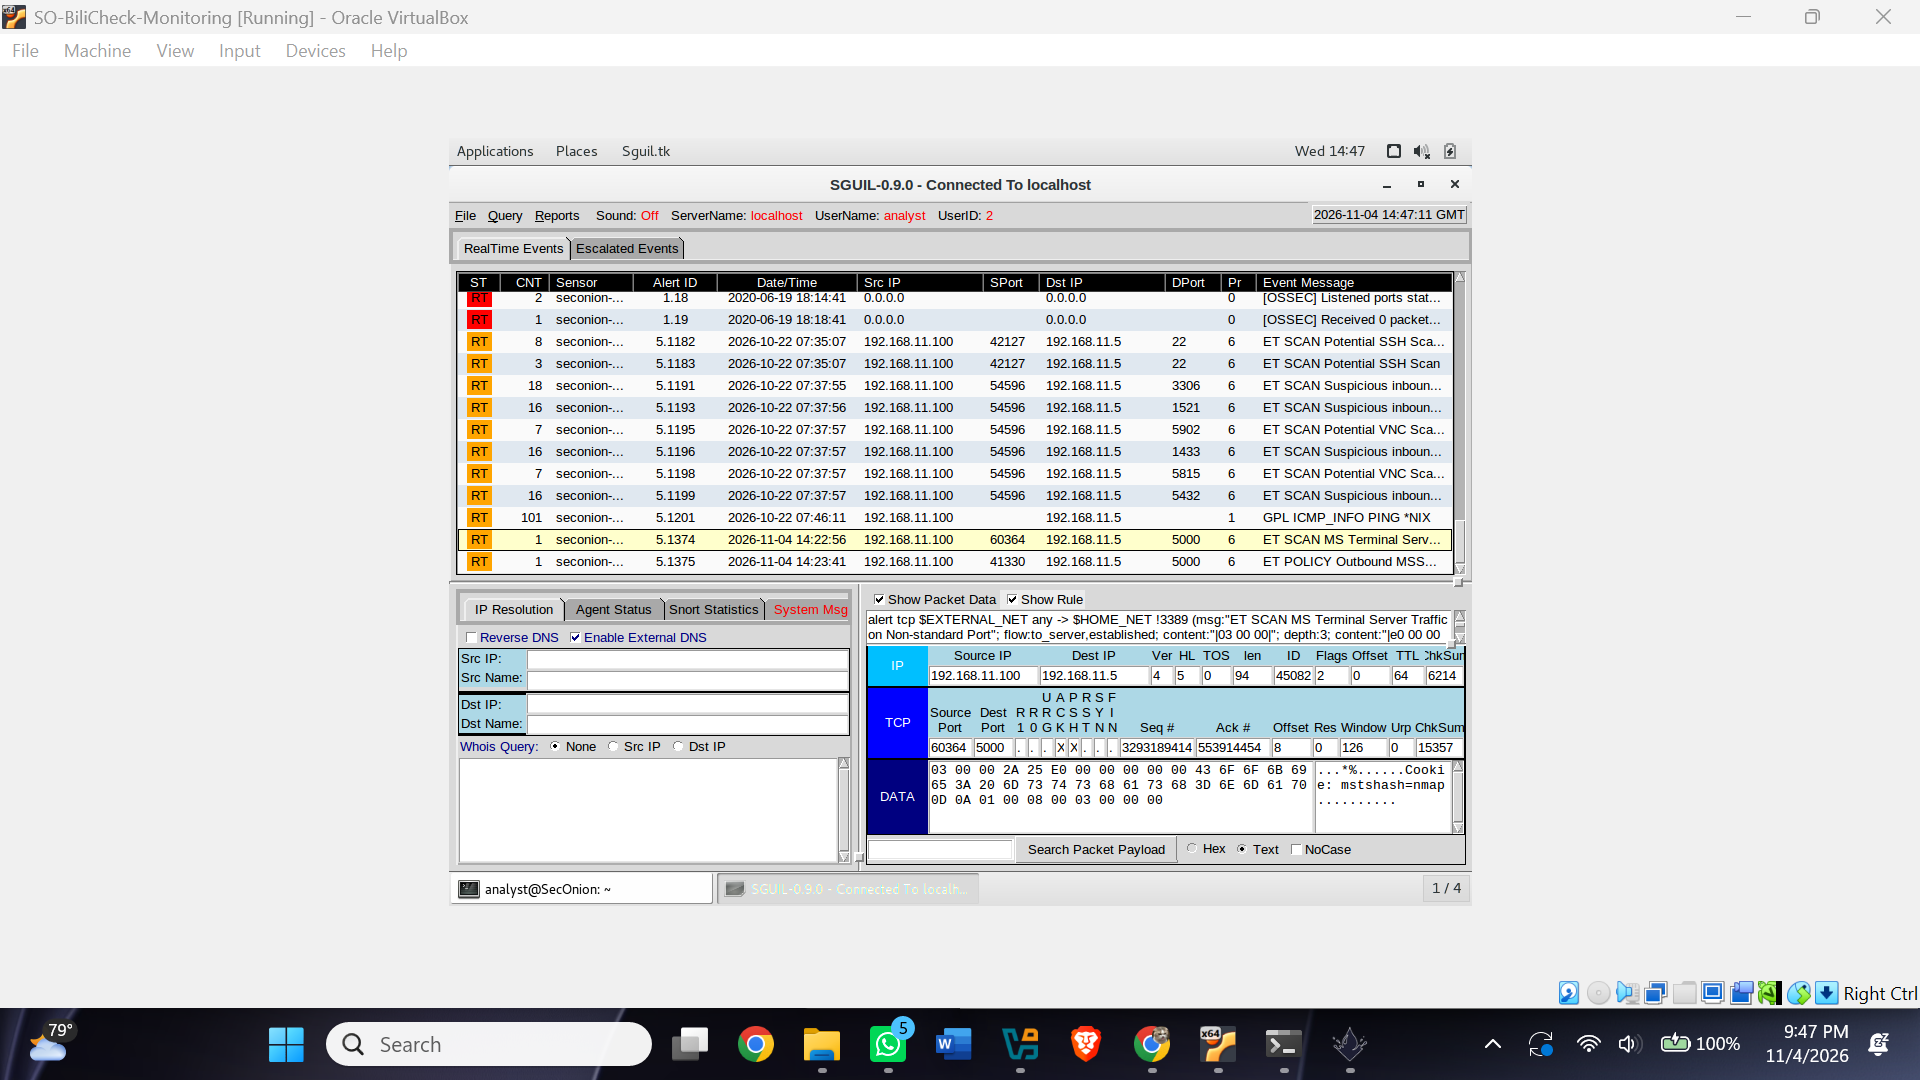 SO-BiliCheck-Monitoring [Running] - Oracle VirtualBox
File Machine View Input Devices Help
Applications Places Sguil.tk Wed 14:47
SGUIL-0.9.0 - Connected To localhost
File Query Reports Sound: Off ServerName: localhost UserName: analyst UserID: 2 2026-11-04 14:47:11 GMT
RealTime Events Escalated Events
ST CNT Sensor Alert ID Date/Time Src IP SPort Dst IP DPort Pr Event Message
RT 2 seconion-... 1.18 2020-06-19 18:14:41 0.0.0.0 0.0.0.0 0 [OSSEC] Listened ports stat...
RT 1 seconion-... 1.19 2020-06-19 18:18:41 0.0.0.0 0.0.0.0 0 [OSSEC] Received 0 packet...
RT 8 seconion-... 5.1182 2026-10-22 07:35:07 192.168.11.100 42127 192.168.11.5 22 6 ET SCAN Potential SSH Sca...
RT 3 seconion-... 5.1183 2026-10-22 07:35:07 192.168.11.100 42127 192.168.11.5 22 6 ET SCAN Potential SSH Scan
RT 18 seconion-... 5.1191 2026-10-22 07:37:55 192.168.11.100 54596 192.168.11.5 3306 6 ET SCAN Suspicious inboun...
RT 16 seconion-... 5.1193 2026-10-22 07:37:56 192.168.11.100 54596 192.168.11.5 1521 6 ET SCAN Suspicious inboun...
RT 7 seconion-... 5.1195 2026-10-22 07:37:57 192.168.11.100 54596 192.168.11.5 5902 6 ET SCAN Potential VNC Sca...
RT 16 seconion-... 5.1196 2026-10-22 07:37:57 192.168.11.100 54596 192.168.11.5 1433 6 ET SCAN Suspicious inboun...
RT 7 seconion-... 5.1198 2026-10-22 07:37:57 192.168.11.100 54596 192.168.11.5 5815 6 ET SCAN Potential VNC Sca...
RT 16 seconion-... 5.1199 2026-10-22 07:37:57 192.168.11.100 54596 192.168.11.5 5432 6 ET SCAN Suspicious inboun...
RT 101 seconion-... 5.1201 2026-10-22 07:46:11 192.168.11.100 192.168.11.5 1 GPL ICMP_INFO PING *NIX
RT 1 seconion-... 5.1374 2026-11-04 14:22:56 192.168.11.100 60364 192.168.11.5 5000 6 ET SCAN MS Terminal Serv...
RT 1 seconion-... 5.1375 2026-11-04 14:23:41 192.168.11.100 41330 192.168.11.5 5000 6 ET POLICY Outbound MSS...
IP Resolution Agent Status Snort Statistics System Msg
Reverse DNS Enable External DNS
Src IP:
Src Name:
Dst IP:
Dst Name:
Whois Query: None Src IP Dst IP
Show Packet Data Show Rule
alert tcp $EXTERNAL_NET any -> $HOME_NET !3389 (msg:"ET SCAN MS Terminal Server Traffic
on Non-standard Port"; flow:to_server,established; content:"|03 00 00|"; depth:3; content:"|e0 00 00
IP
Source IP Dest IP Ver HL TOS len ID Flags Offset TTL ChkSum
192.168.11.100 192.168.11.5 4 5 0 94 45082 2 0 64 6214
TCP
U A P R S F
Source Dest R R R C S S Y I
Port Port 1 0 G K H T N N Seq # Ack # Offset Res Window Urp ChkSum
60364 5000 . . . X X . . . 3293189414 553914454 8 0 126 0 15357
DATA
03 00 00 2A 25 E0 00 00 00 00 00 43 6F 6F 6B 69 ...*%......Cooki
65 3A 20 6D 73 74 73 68 61 73 68 3D 6E 6D 61 70 e: mstshash=nmap
0D 0A 01 00 08 00 03 00 00 00 ..........
Search Packet Payload Hex Text NoCase
analyst@SecOnion: ~ SGUIL-0.9.0 - Connected To localh... 1 / 4
Right Ctrl
79° Search 5 W x64 100% 9:47 PM
11/4/2026